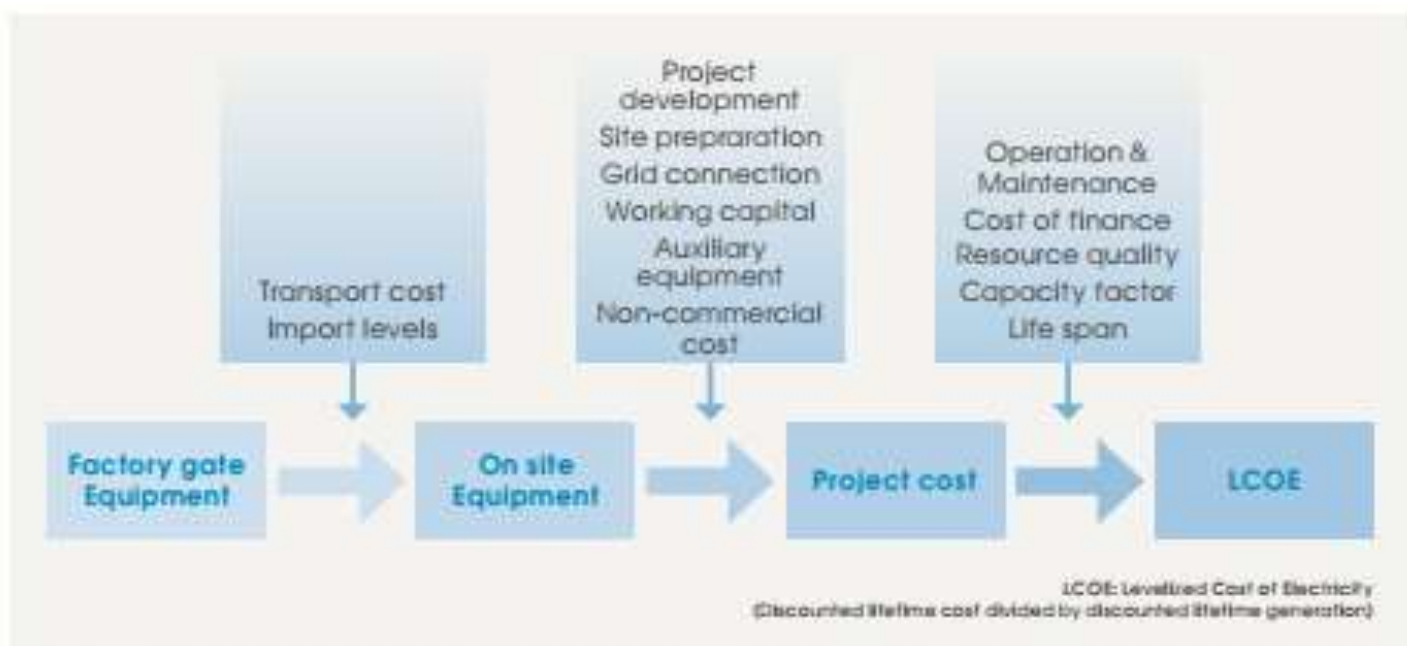 Project
development
Site prepraration
Grid connection
Working capital
Auxiliary
equipment
Non-commercial
cost
Operation &
Maintenance
Cost of finance
Resource quality
Capacity factor
Life span
Transport cost
Import levels
Factory gate
Equipment
On site
Equipment
Project cost
LCOE
LCOE: Levelized Cost of Electricity
(Discounted lifetime cost divided by discounted lifetime generation)